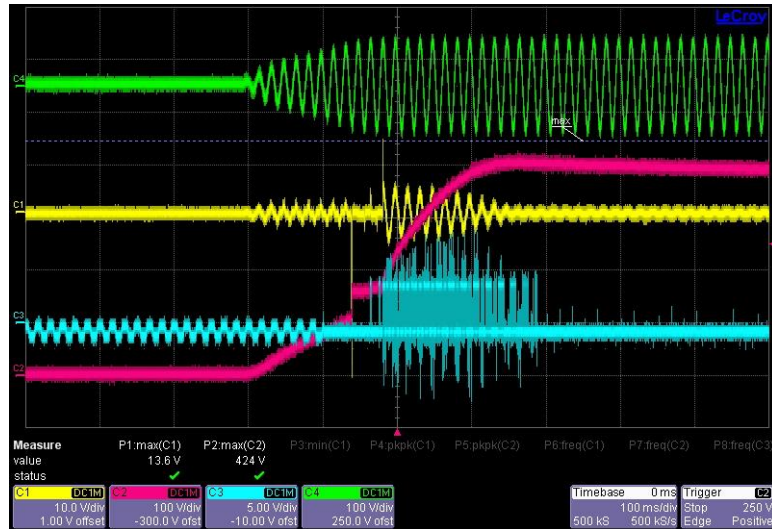 LeCroy
C4
max
C1
C3
C2
Measure P1:max(C1) P2:max(C2) P3:min(C1) P4:pkpk(C1) P5:pkpk(C2) P6:freq(C1) P7:freq(C2) P8:freq(C3)
value 13.6 V 424 V
status
C1 DC1M C2 DC1M C3 DC1M C4 DC1M Timebase 0 ms Trigger C2
10.0 V/div 100 V/div 5.00 V/div 100 V/div 100 ms/div Stop 250 V
1.00 V offset -300.0 V ofst -10.00 V ofst 250.0 V ofst 500 kS 500 kS/s Edge Positive